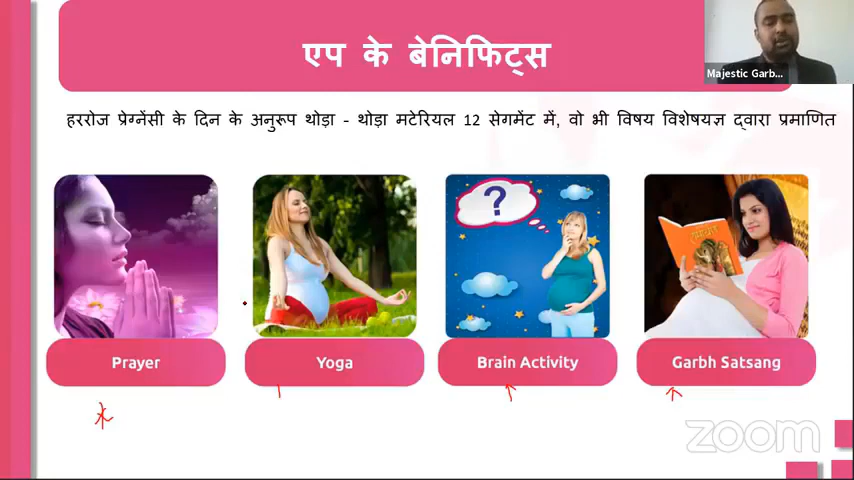 एप के बेनिफिट्स
Majestic Garb...
हररोज प्रेग्नेंसी के दिन के अनुरूप थोड़ा - थोड़ा मटेरियल 12 सेगमेंट में, वो भी विषय विशेषयज्ञ द्वारा प्रमाणित
?
रामायण
Prayer
Yoga
Brain Activity
Garbh Satsang
zoom